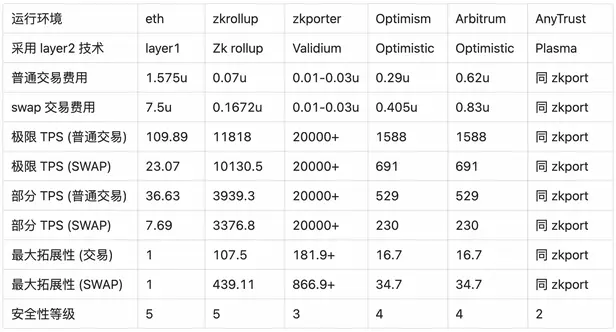 运行环境 eth zkrollup zkporter Optimism Arbitrum AnyTrust
采用 layer2 技术 layer1 Zk rollup Validium Optimistic Optimistic Plasma
普通交易费用 1.575u 0.07u 0.01-0.03u 0.29u 0.62u 同 zkport
swap 交易费用 7.5u 0.1672u 0.01-0.03u 0.405u 0.83u 同 zkport
极限 TPS (普通交易) 109.89 11818 20000+ 1588 1588 同 zkport
极限 TPS (SWAP) 23.07 10130.5 20000+ 691 691 同 zkport
部分 TPS (普通交易) 36.63 3939.3 20000+ 529 529 同 zkport
部分 TPS (SWAP) 7.69 3376.8 20000+ 230 230 同 zkport
最大拓展性 (交易) 1 107.5 181.9+ 16.7 16.7 同 zkport
最大拓展性 (SWAP) 1 439.11 866.9+ 34.7 34.7 同 zkport
安全性等级 5 5 3 4 4 2